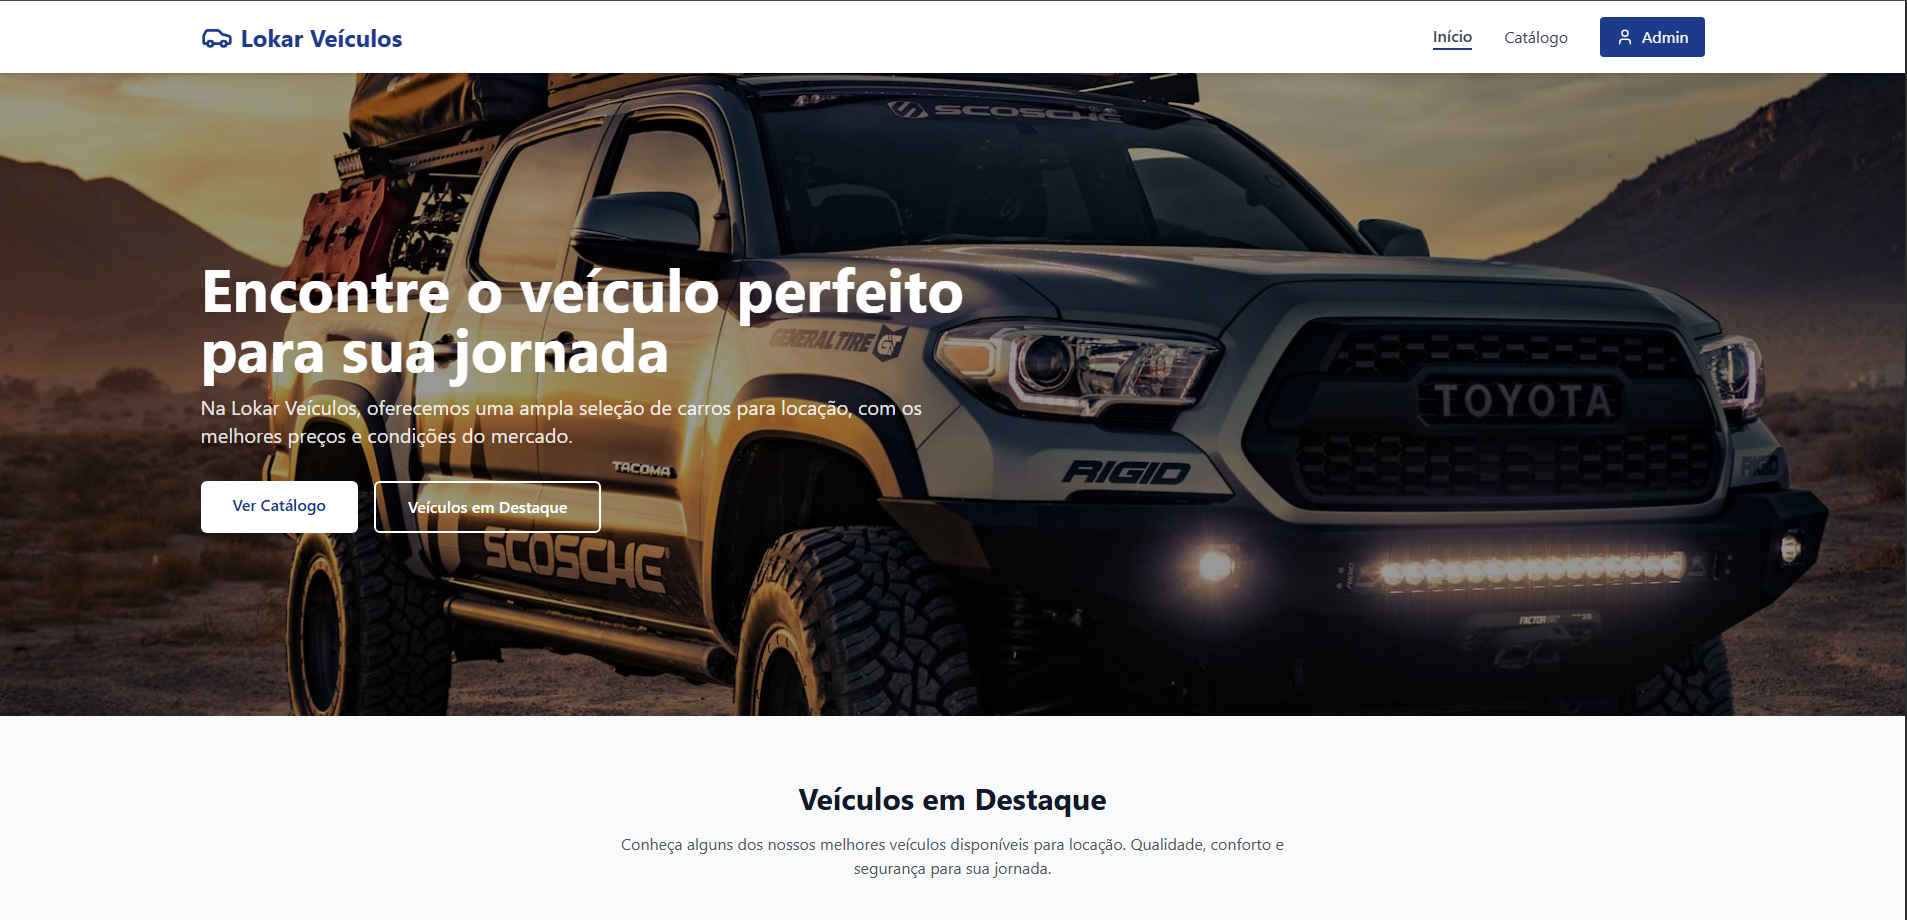 Lokar Veículos
Início
Catálogo
Admin
SCOSCHE
Encontre o veículo perfeito
para sua jornada
GENERAL TIRE
TOYOTA
Na Lokar Veículos, oferecemos uma ampla seleção de carros para locação, com os
melhores preços e condições do mercado.
TACOMA
RIGID
RIGID
Ver Catálogo
Veículos em Destaque
SCOSCHE
RIGID
FACTOR
Veículos em Destaque
Conheça alguns dos nossos melhores veículos disponíveis para locação. Qualidade, conforto e
segurança para sua jornada.